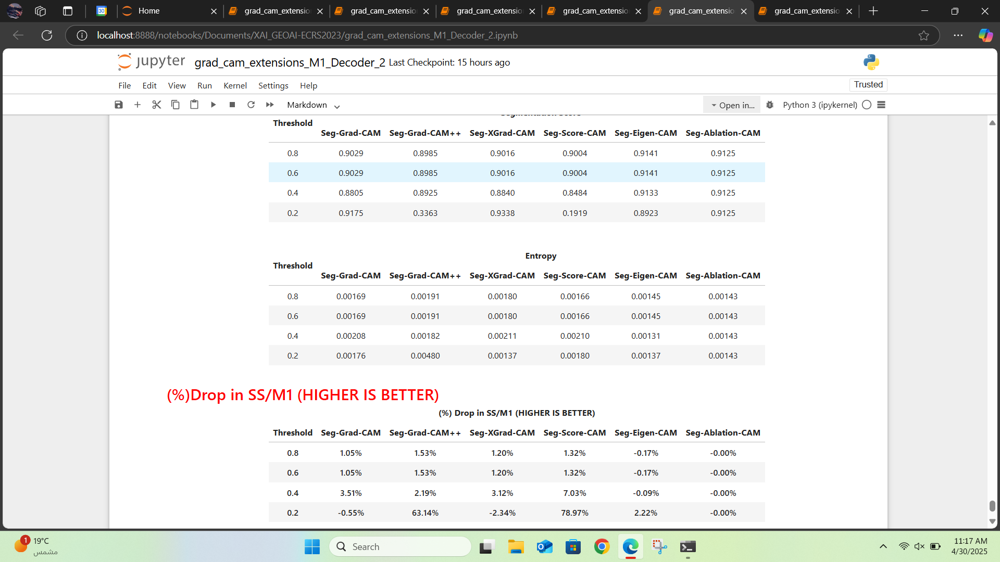 Home
grad_cam_extensio
grad_cam_extensio
grad_cam_extensio
grad_cam_extensio
grad_cam_extensio
grad_cam_extensio
30
localhost:8888/notebooks/Documents/XAI_GEOAI-ECRS2023/grad_cam_extensions_M1_Decoder_2.ipynb
jupyter grad_cam_extensions_M1_Decoder_2 Last Checkpoint: 15 hours ago
File Edit View Run Kernel Settings Help Trusted
Markdown Open in... Python 3 (ipykernel)
Threshold
Seg-Grad-CAM Seg-Grad-CAM++ Seg-XGrad-CAM Seg-Score-CAM Seg-Eigen-CAM Seg-Ablation-CAM
0.8 0.9029 0.8985 0.9016 0.9004 0.9141 0.9125
0.6 0.9029 0.8985 0.9016 0.9004 0.9141 0.9125
0.4 0.8805 0.8925 0.8840 0.8484 0.9133 0.9125
0.2 0.9175 0.3363 0.9338 0.1919 0.8923 0.9125
Entropy
Threshold
Seg-Grad-CAM Seg-Grad-CAM++ Seg-XGrad-CAM Seg-Score-CAM Seg-Eigen-CAM Seg-Ablation-CAM
0.8 0.00169 0.00191 0.00180 0.00166 0.00145 0.00143
0.6 0.00169 0.00191 0.00180 0.00166 0.00145 0.00143
0.4 0.00208 0.00182 0.00211 0.00210 0.00131 0.00143
0.2 0.00176 0.00480 0.00137 0.00180 0.00137 0.00143
(%)Drop in SS/M1 (HIGHER IS BETTER)
(%) Drop in SS/M1 (HIGHER IS BETTER)
Threshold Seg-Grad-CAM Seg-Grad-CAM++ Seg-XGrad-CAM Seg-Score-CAM Seg-Eigen-CAM Seg-Ablation-CAM
0.8 1.05% 1.53% 1.20% 1.32% -0.17% -0.00%
0.6 1.05% 1.53% 1.20% 1.32% -0.17% -0.00%
0.4 3.51% 2.19% 3.12% 7.03% -0.09% -0.00%
0.2 -0.55% 63.14% -2.34% 78.97% 2.22% -0.00%
1
19°C
مشمس
Search
11:17 AM
4/30/2025